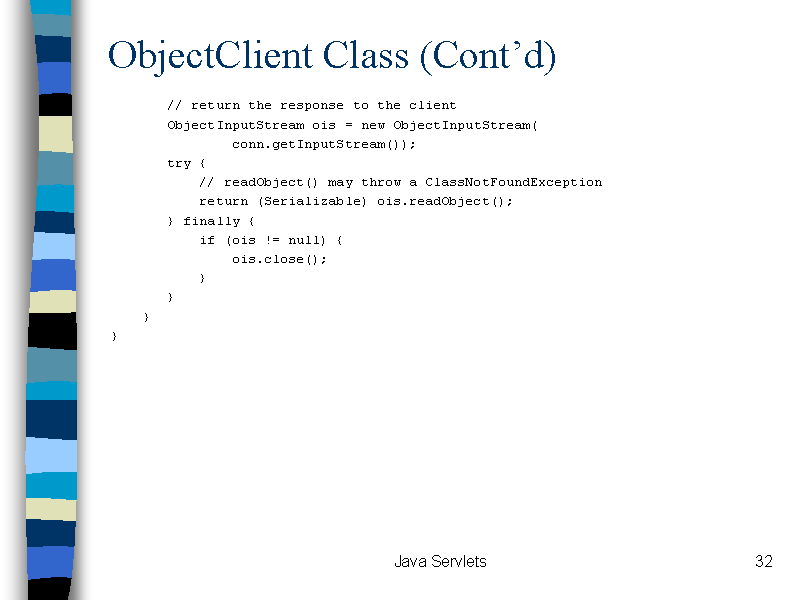 ObjectClient Class (Cont’d)
// return the response to the client
ObjectInputStream ois = new ObjectInputStream(
conn.getInputStream());
try {
// readObject() may throw a ClassNotFoundException
return (Serializable) ois.readObject();
} finally {
if (ois != null) {
ois.close();
}
}
}
}
Java Servlets
32